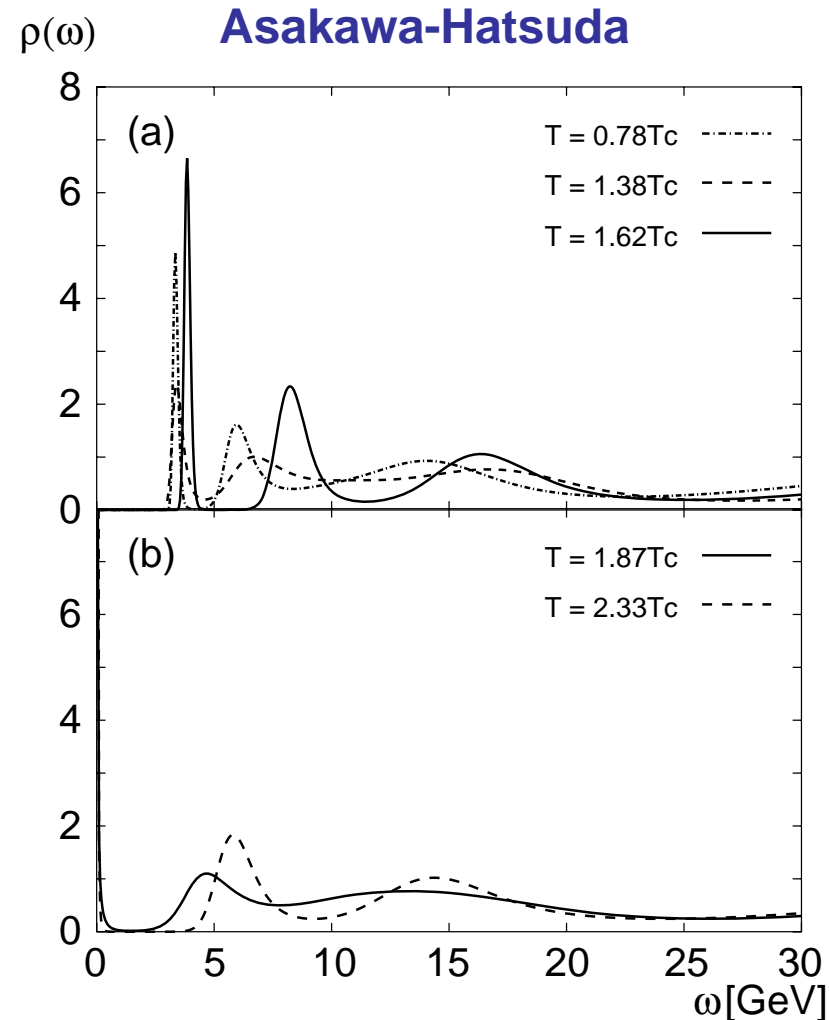 ρ(ω) Asakawa-Hatsuda
8
(a)
T = 0.78Tc
T = 1.38Tc
T = 1.62Tc
6
4
2
0
(b)
T = 1.87Tc
T = 2.33Tc
6
4
2
0
0 5 10 15 20 25 30
ω[GeV]